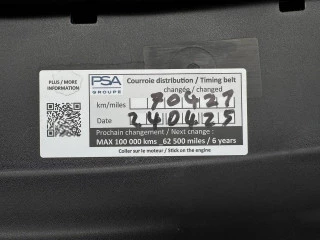 PLUS / MORE
INFORMATION
PSA
GROUPE
Courroie distribution / Timing belt
changée / changed
km/miles 70427
Date 240425
Prochain changement / Next change :
MAX 100 000 kms _62 500 miles / 6 years
Coller sur le moteur / Stick on the engine